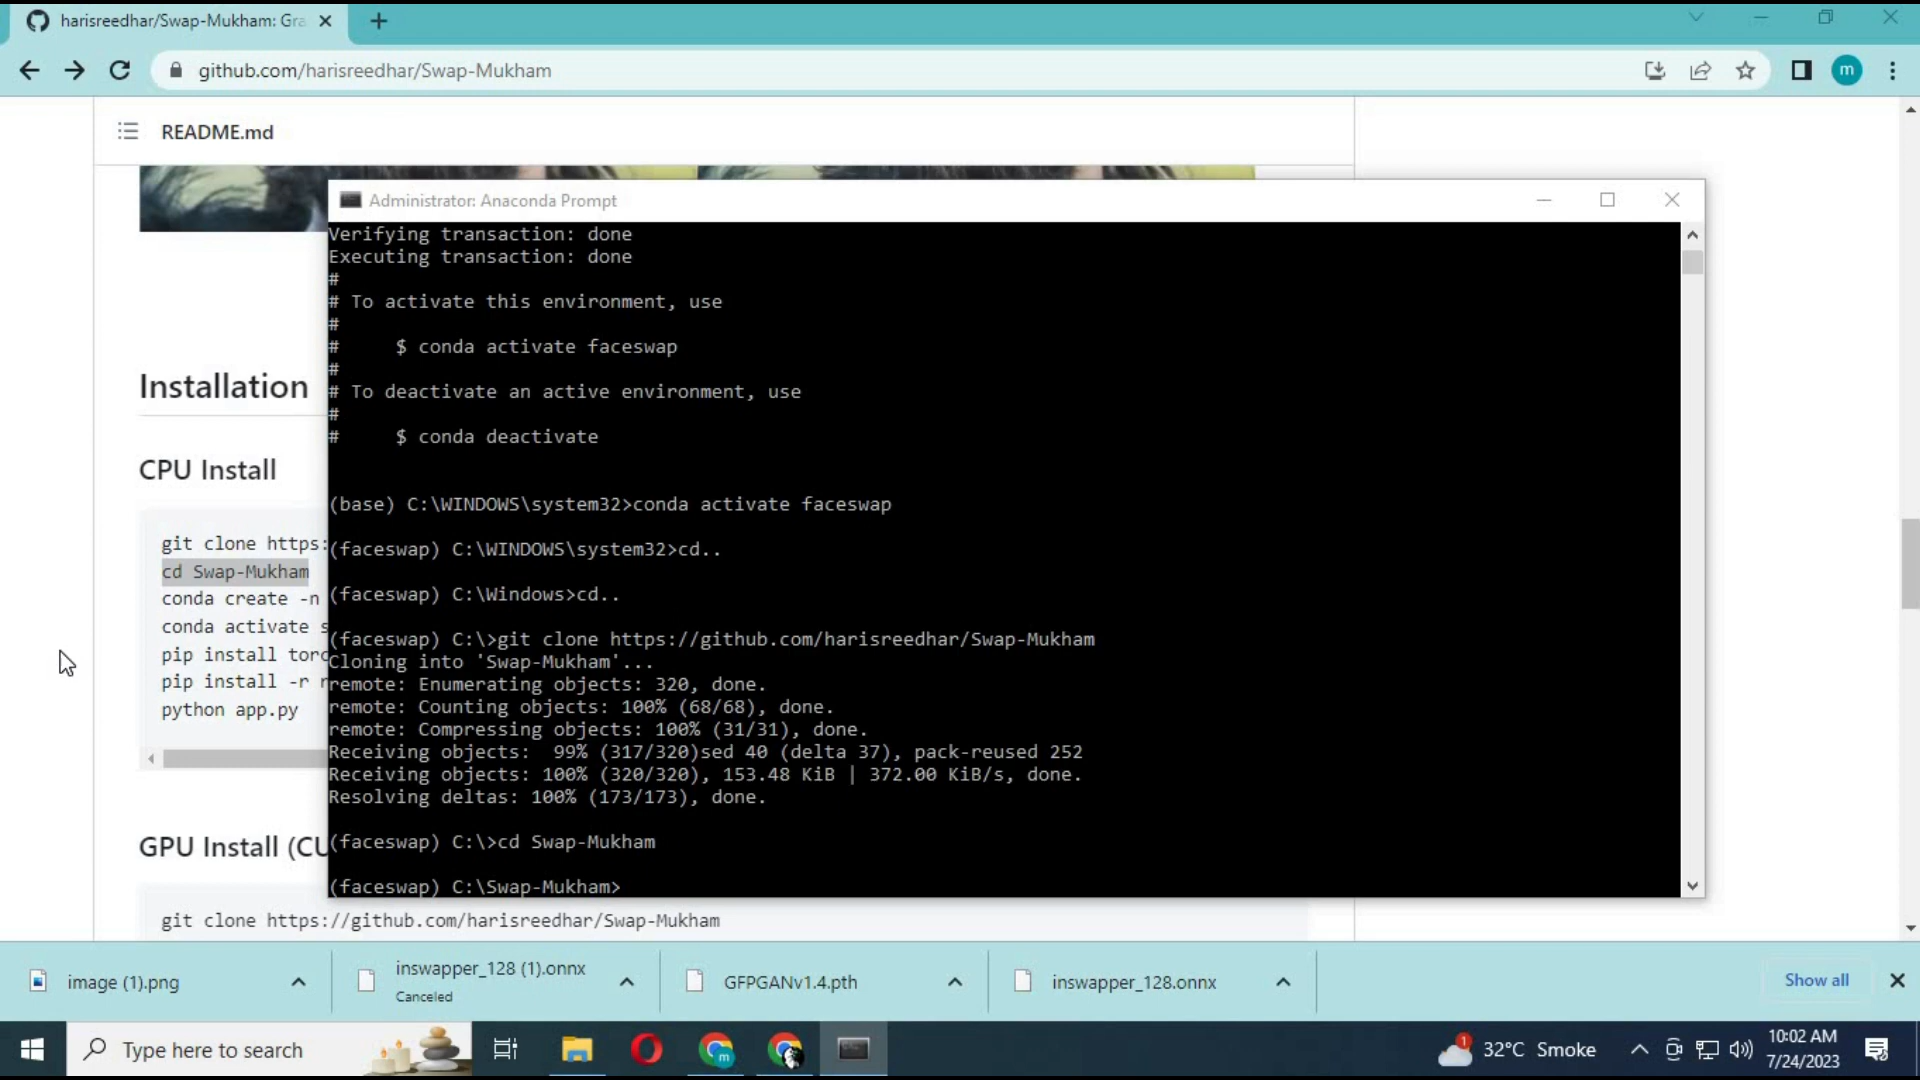 harisreedhar/Swap-Mukham: Gra
github.com/harisreedhar/Swap-Mukham
m
README.md
Administrator: Anaconda Prompt
Verifying transaction: done
Executing transaction: done
#
# To activate this environment, use
#
#     $ conda activate faceswap
#
# To deactivate an active environment, use
#
#     $ conda deactivate
(base) C:\WINDOWS\system32>conda activate faceswap
(faceswap) C:\WINDOWS\system32>cd..
(faceswap) C:\Windows>cd..
(faceswap) C:\>git clone https://github.com/harisreedhar/Swap-Mukham
Cloning into 'Swap-Mukham'...
remote: Enumerating objects: 320, done.
remote: Counting objects: 100% (68/68), done.
remote: Compressing objects: 100% (31/31), done.
Receiving objects:  99% (317/320)sed 40 (delta 37), pack-reused 252
Receiving objects: 100% (320/320), 153.48 KiB | 372.00 KiB/s, done.
Resolving deltas: 100% (173/173), done.
(faceswap) C:\>cd Swap-Mukham
(faceswap) C:\Swap-Mukham>
Installation
CPU Install
git clone https:
cd Swap-Mukham
conda create -n
conda activate s
pip install torc
pip install -r r
python app.py
GPU Install (CU
git clone https://github.com/harisreedhar/Swap-Mukham
image (1).png
inswapper_128 (1).onnx
Canceled
GFPGANv1.4.pth
inswapper_128.onnx
Show all
Type here to search
m
1
32°C Smoke
10:02 AM
7/24/2023